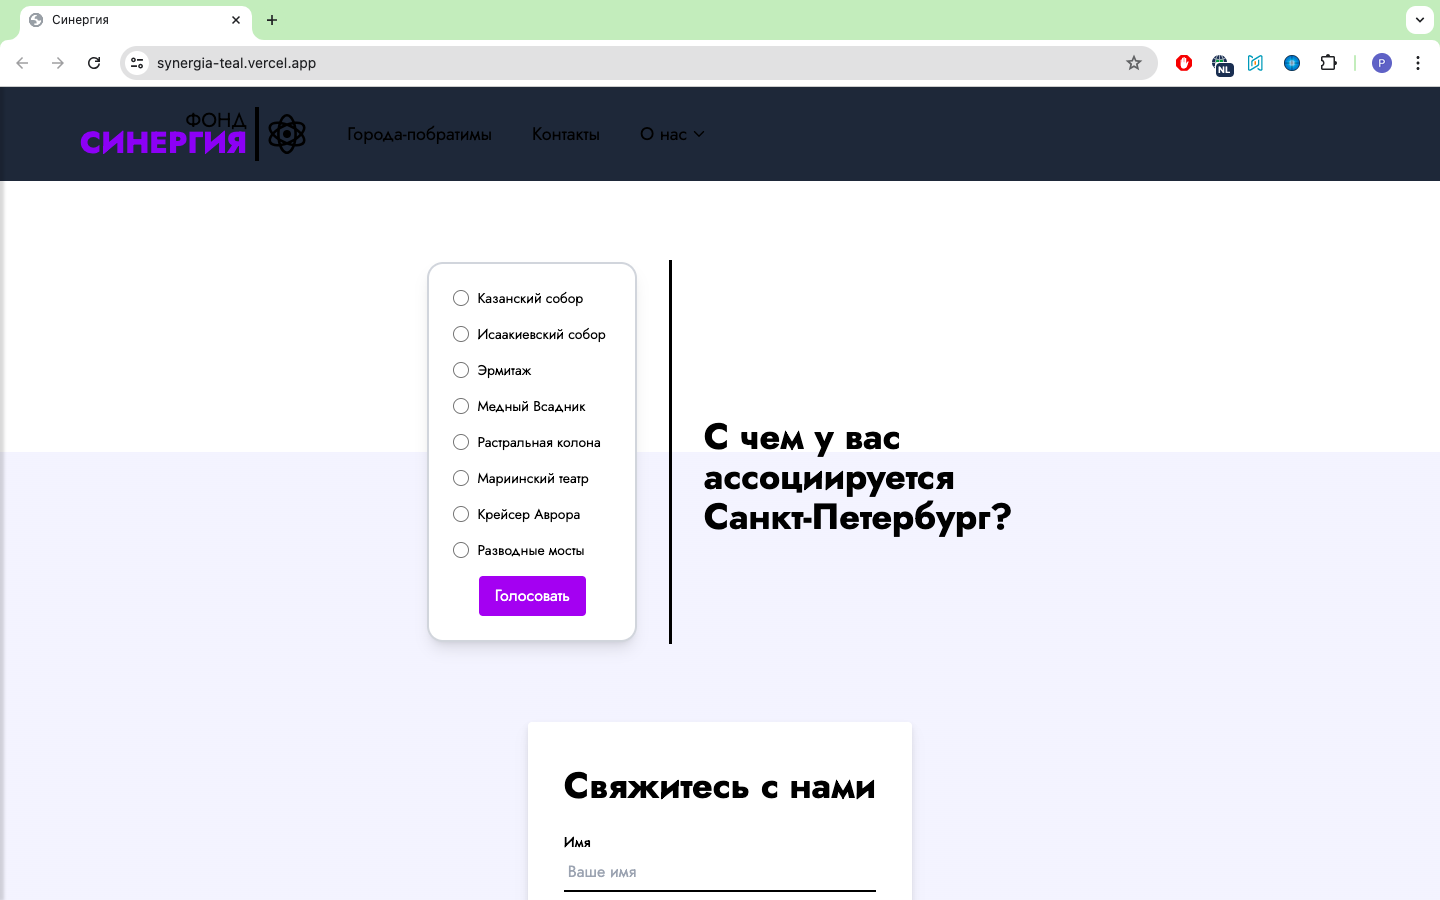 Синергия
synergia-teal.vercel.app
NL
P
ФОНД
СИНЕРГИЯ
Города-побратимы
Контакты
О нас
Казанский собор
Исаакиевский собор
Эрмитаж
Медный Всадник
Растральная колона
Мариинский театр
Крейсер Аврора
Разводные мосты
Голосовать
С чем у вас
ассоциируется
Санкт-Петербург?
Свяжитесь с нами
Имя
Ваше имя